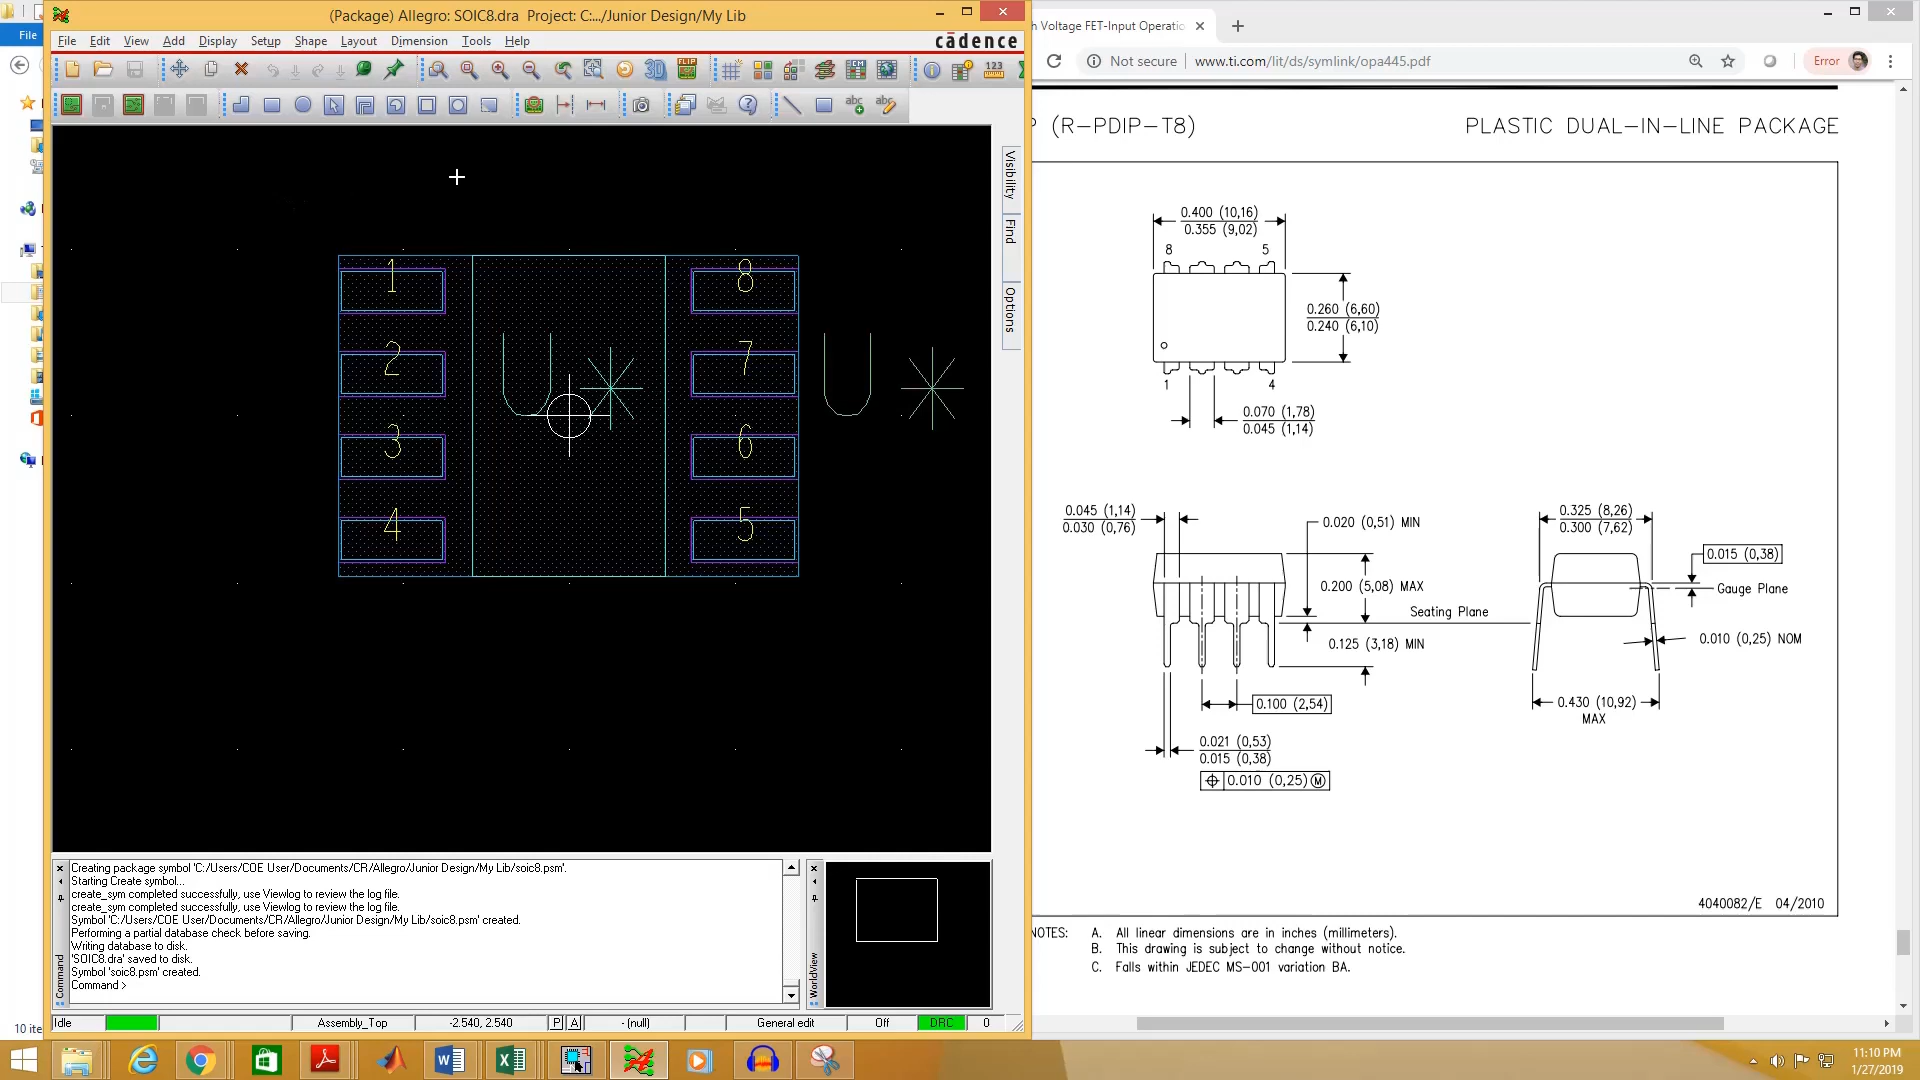 (Package) Allegro: SOIC8.dra Project: C:.../Junior Design/My Lib
File Edit View Add Display Setup Shape Layout Dimension Tools Help
cādence
Visibility
Find
Options
1
8
2
7
3
6
4
5
U*
U*
Creating package symbol 'C:/Users/COE User/Documents/CR/Allegro/Junior Design/My Lib/soic8.psm'.
Starting Create symbol...
create_sym completed successfully, use Viewlog to review the log file.
create_sym completed successfully, use Viewlog to review the log file.
Symbol 'C:/Users/COE User/Documents/CR/Allegro/Junior Design/My Lib/soic8.psm' created.
Performing a partial database check before saving.
Writing database to disk.
'SOIC8.dra' saved to disk.
Symbol 'soic8.psm' created.
Command >
Command
WorldView
Idle
Assembly_Top
-2.540, 2.540
P
A
- (null)
General edit
Off
DRC
0
File
10 ite
h Voltage FET-Input Operatio
Not secure
www.ti.com/lit/ds/symlink/opa445.pdf
Error
P (R-PDIP-T8)
PLASTIC DUAL-IN-LINE PACKAGE
0.400 (10,16)
0.355 (9,02)
8
5
0.260 (6,60)
0.240 (6,10)
1
4
0.070 (1,78)
0.045 (1,14)
0.045 (1,14)
0.030 (0,76)
0.020 (0,51) MIN
0.200 (5,08) MAX
Seating Plane
0.125 (3,18) MIN
0.100 (2,54)
0.021 (0,53)
0.015 (0,38)
0.010 (0,25) Ⓜ
0.325 (8,26)
0.300 (7,62)
0.015 (0,38)
Gauge Plane
0.010 (0,25) NOM
0.430 (10,92)
MAX
4040082/E 04/2010
NOTES: A. All linear dimensions are in inches (millimeters).
B. This drawing is subject to change without notice.
C. Falls within JEDEC MS-001 variation BA.
11:10 PM
1/27/2019